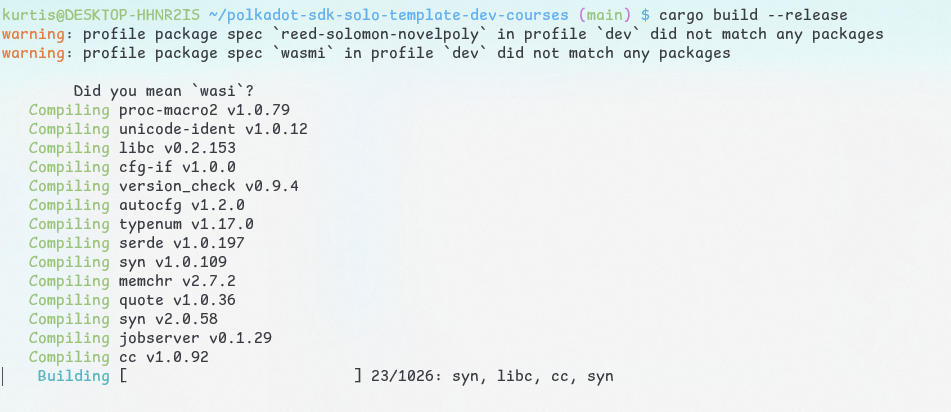 kurtis@DESKTOP-HHNR2IS ~/polkadot-sdk-solo-template-dev-courses (main) $ cargo build --release
warning: profile package spec `reed-solomon-novelpoly` in profile `dev` did not match any packages
warning: profile package spec `wasmi` in profile `dev` did not match any packages
Did you mean `wasi`?
Compiling proc-macro2 v1.0.79
Compiling unicode-ident v1.0.12
Compiling libc v0.2.153
Compiling cfg-if v1.0.0
Compiling version_check v0.9.4
Compiling autocfg v1.2.0
Compiling typenum v1.17.0
Compiling serde v1.0.197
Compiling syn v1.0.109
Compiling memchr v2.7.2
Compiling quote v1.0.36
Compiling syn v2.0.58
Compiling jobserver v0.1.29
Compiling cc v1.0.92
Building [                         ] 23/1026: syn, libc, cc, syn